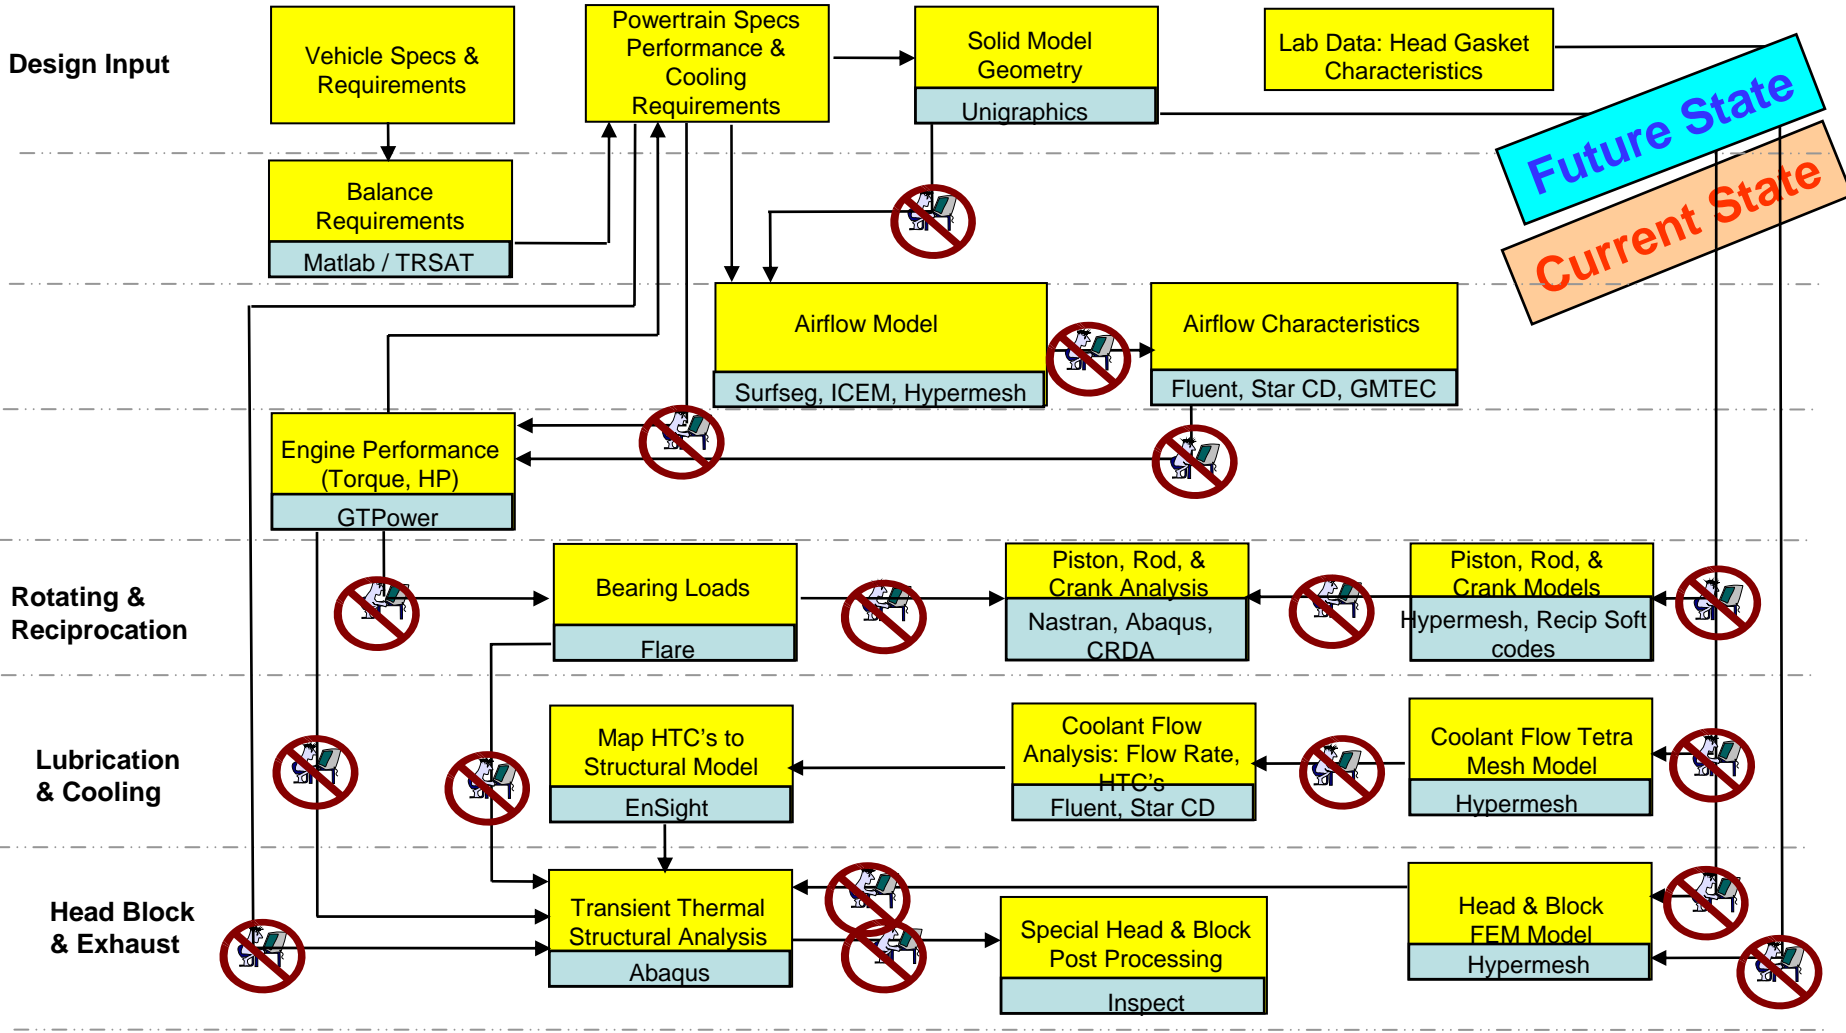 Design Input
Vehicle Specs &
Requirements
Powertrain Specs
Performance &
Cooling
Requirements
Solid Model
Geometry
Unigraphics
Lab Data: Head Gasket
Characteristics
Future State
Current State
Balance
Requirements
Matlab / TRSAT
Airflow Model
Surfseg, ICEM, Hypermesh
Airflow Characteristics
Fluent, Star CD, GMTEC
Engine Performance
(Torque, HP)
GTPower
Rotating &
Reciprocation
Bearing Loads
Flare
Piston, Rod, &
Crank Analysis
Nastran, Abaqus,
CRDA
Piston, Rod, &
Crank Models
Hypermesh, Recip Soft
codes
Lubrication
& Cooling
Map HTC's to
Structural Model
EnSight
Coolant Flow
Analysis: Flow Rate,
HTC's
Fluent, Star CD
Coolant Flow Tetra
Mesh Model
Hypermesh
Head Block
& Exhaust
Transient Thermal
Structural Analysis
Abaqus
Special Head & Block
Post Processing
Inspect
Head & Block
FEM Model
Hypermesh